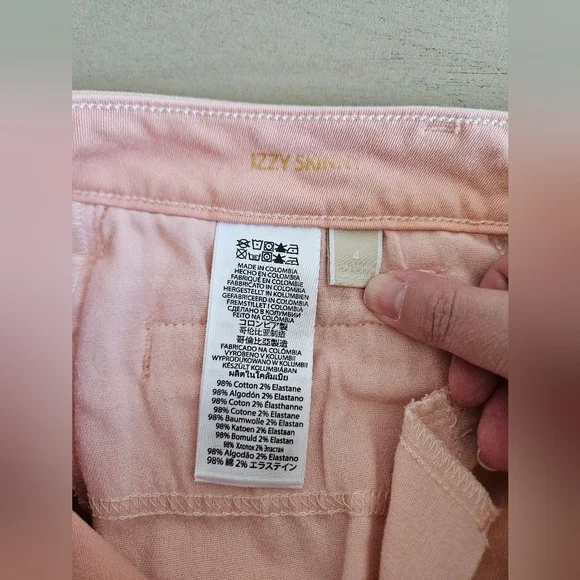 IZZY SKINNY
4
MADE IN COLOMBIA
HECHO EN COLOMBIA
FABRIQUÉ EN COLOMBIE
FABBRICATO IN COLOMBIA
HERGESTELLT IN KOLUMBIEN
GEFABRICEERD IN COLOMBIA
FREMSTILLET I COLOMBIA
СДЕЛАНО В КОЛУМБИИ
FEITO NA COLÔMBIA
コロンビア製
哥伦比亚制造
哥倫比亞製造
FABRICADO NA COLÔMBIA
VYROBENO V KOLUMBII
WYPRODUKOWANO W KOLUMBII
KÉSZÜLT KOLUMBIÁBAN
ผลิตในโคลัมเบีย
98% Cotton 2% Elastane
98% Algodón 2% Elastano
98% Coton 2% Élasthanne
98% Cotone 2% Elastane
98% Baumwolle 2% Elastan
98% Katoen 2% Elastaan
98% Bomuld 2% Elastan
98% Хлопок 2% Эластан
98% Algodão 2% Elastano
98% 綿 2% エラステイン